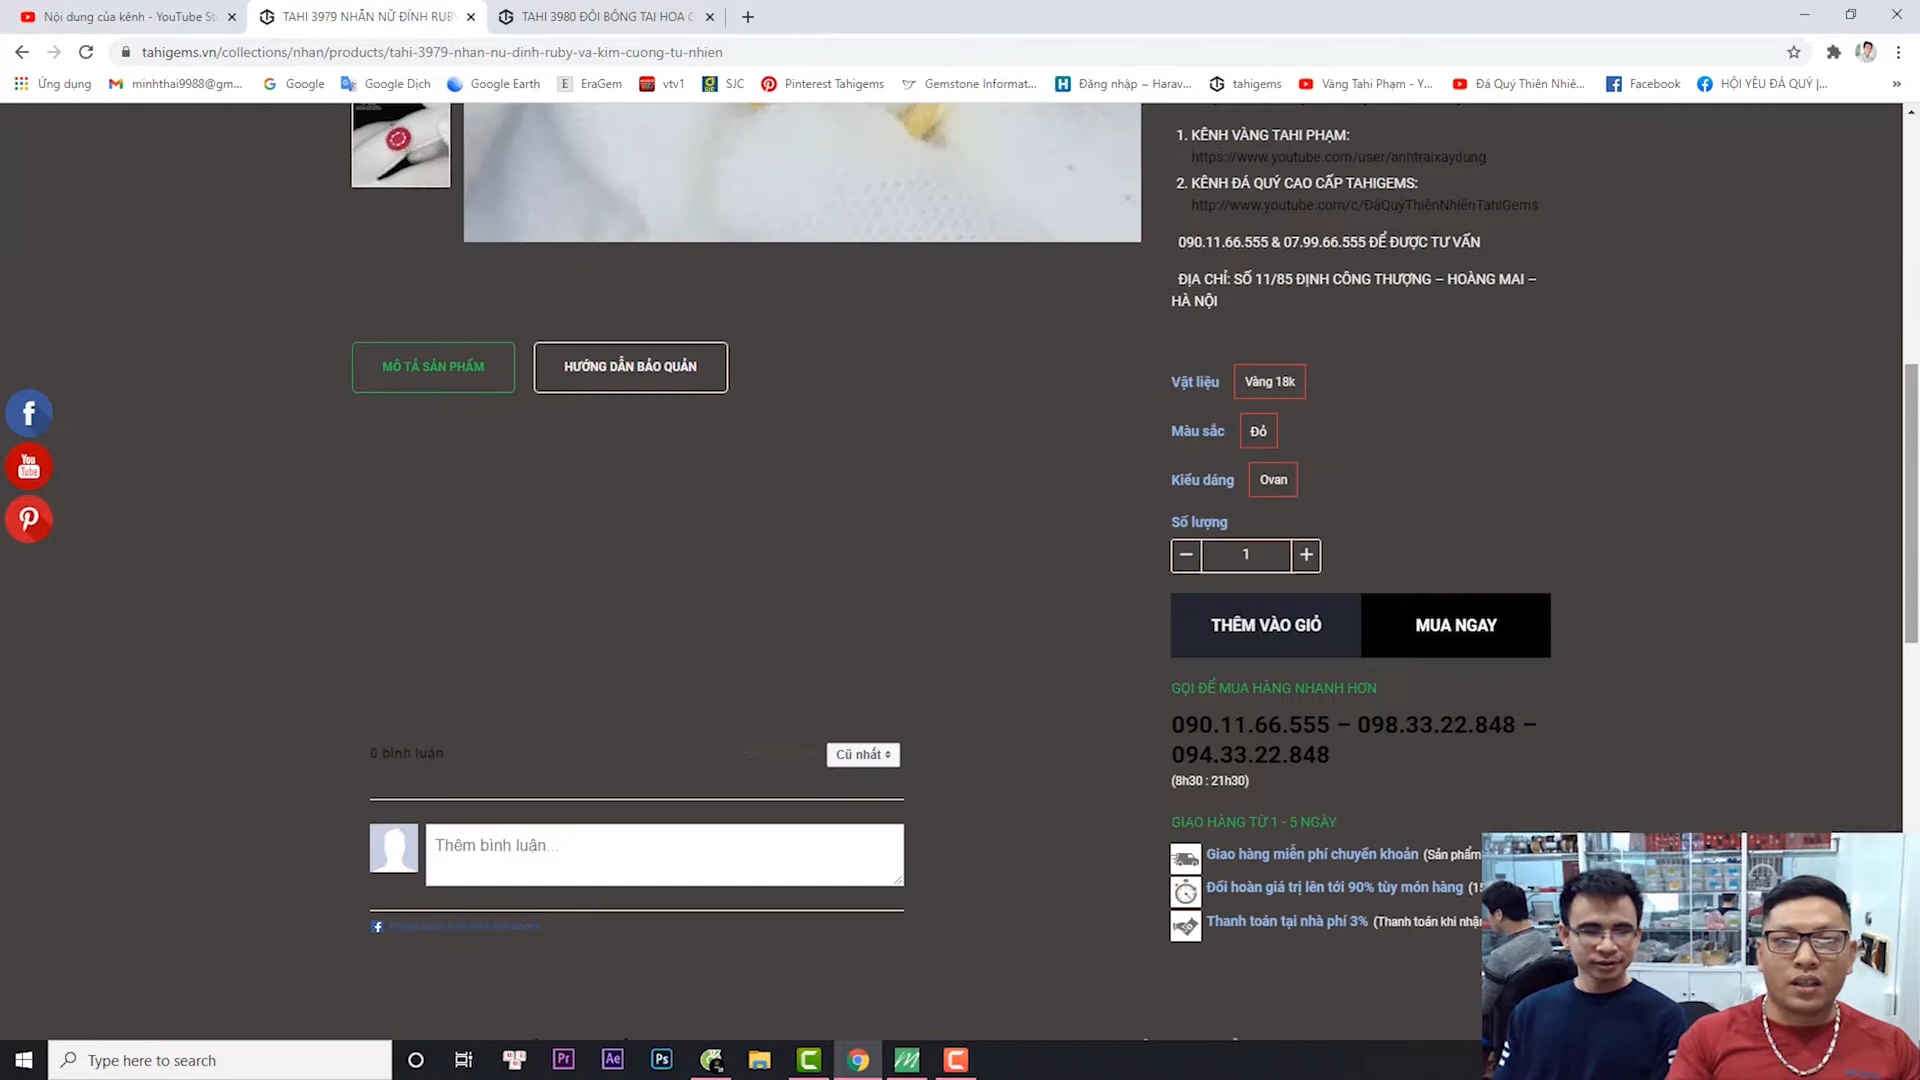 Nội dung của kênh - YouTube St
TAHI 3979 NHẪN NỮ ĐÍNH RUBY
TAHI 3980 ĐÔI BÔNG TAI HOA C
tahigems.vn/collections/nhan/products/tahi-3979-nhan-nu-dinh-ruby-va-kim-cuong-tu-nhien
Ứng dụng
minhthai9988@gm...
Google
Google Dịch
Google Earth
EraGem
vtv1
SJC
Pinterest Tahigems
Gemstone Informat...
Đăng nhập ~ Harav...
tahigems
Vàng Tahi Phạm - Y...
Đá Quý Thiên Nhiê...
Facebook
HỘI YÊU ĐÁ QUÝ |...
1. KÊNH VÀNG TAHI PHẠM:
https://www.youtube.com/user/anhtraixaydung
2. KÊNH ĐÁ QUÝ CAO CẤP TAHIGEMS:
http://www.youtube.com/c/ĐáQuýThiênNhiênTahiGems
090.11.66.555 & 07.99.66.555 ĐỂ ĐƯỢC TƯ VẤN
ĐỊA CHỈ: SỐ 11/85 ĐỊNH CÔNG THƯỢNG – HOÀNG MAI –
HÀ NỘI
MÔ TẢ SẢN PHẨM
HƯỚNG DẪN BẢO QUẢN
Vật liệu
Vàng 18k
Màu sắc
Đỏ
Kiểu dáng
Ovan
Số lượng
1
THÊM VÀO GIỎ
MUA NGAY
GỌI ĐỂ MUA HÀNG NHANH HƠN
090.11.66.555 – 098.33.22.848 –
094.33.22.848
(8h30 : 21h30)
GIAO HÀNG TỪ 1 - 5 NGÀY
Giao hàng miễn phí chuyển khoản (Sản phẩm
Đổi hoàn giá trị lên tới 90% tùy món hàng (15
Thanh toán tại nhà phí 3% (Thanh toán khi nhận
0 bình luận
Cũ nhất
Thêm bình luận...
You
Tube
Type here to search
Pr
Ae
Ps